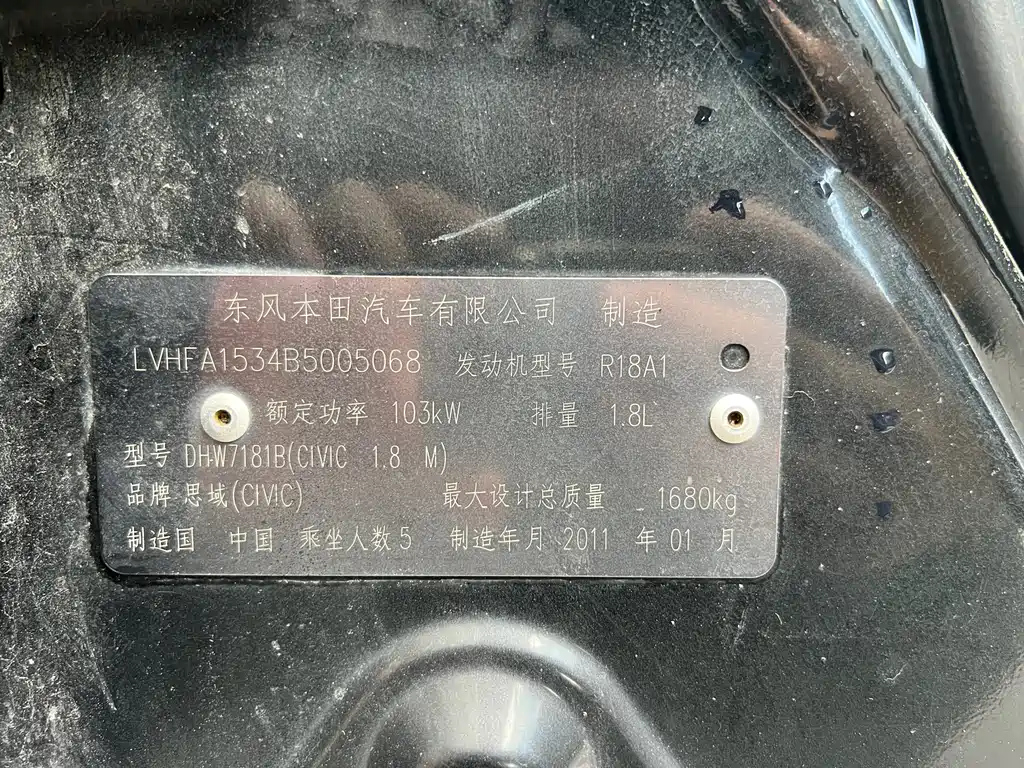 东风本田汽车有限公司 制造
LVHFA1534B5005068 发动机型号 R18A1
额定功率 103kW 排量 1.8L
型号 DHW7181B(CIVIC 1.8 M)
品牌 思域(CIVIC) 最大设计总质量 1680kg
制造国 中国 乘坐人数 5 制造年月 2011 年 01 月